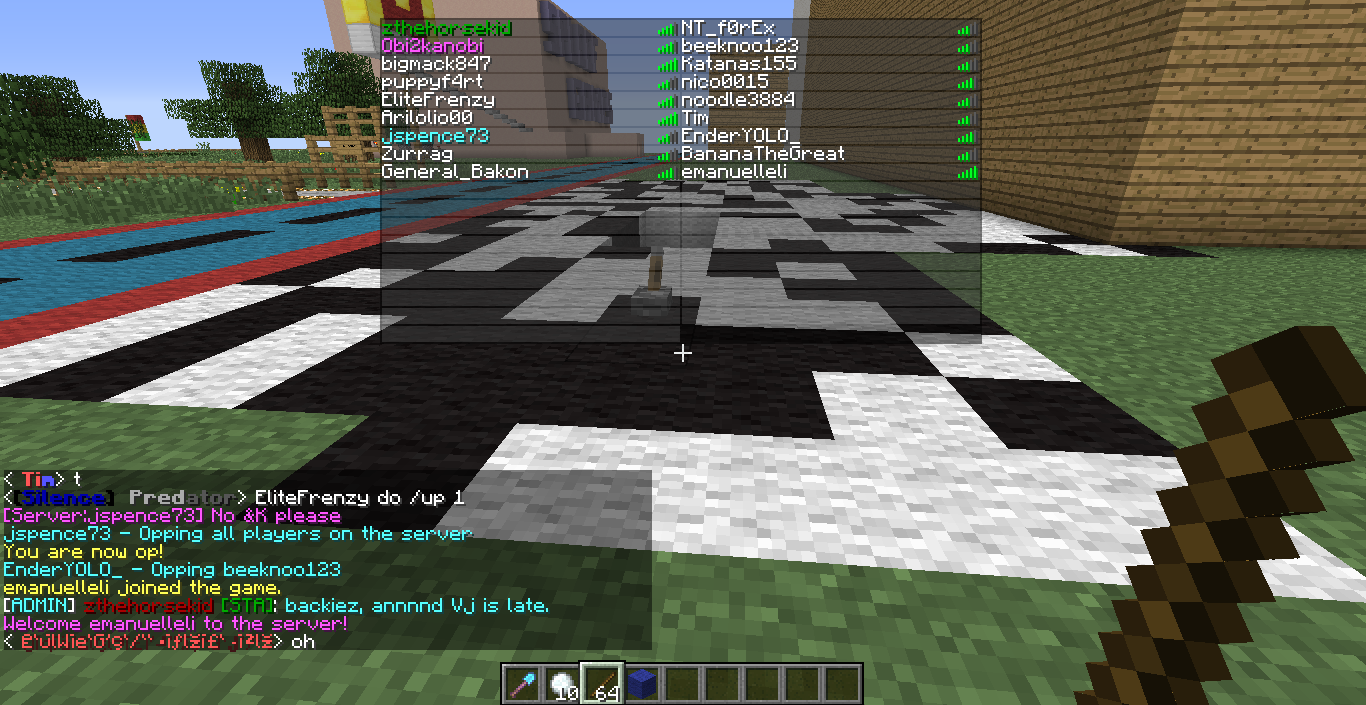 zthehorsekid NT_f0rEx
Obi2kanobi beeknoo123
bigmack847 Katanas155
puppyf4rt nico0015
EliteFrenzy noodle3884
Arilolio00 Tim
jspence73 EnderYOLO_
Zurrag BananaTheGreat
General_Bakon emanuelleli
< Tim> t
<[Silence] Predator> EliteFrenzy do /up 1
[Server:jspence73] No &K please
jspence73 - Opping all players on the server
You are now op!
EnderYOLO_ - Opping beeknoo123
emanuelleli joined the game.
[ADMIN] zthehorsekid [STA]: backiez, annnnd Vj is late.
Welcome emanuelleli to the server!
< > oh
10 64